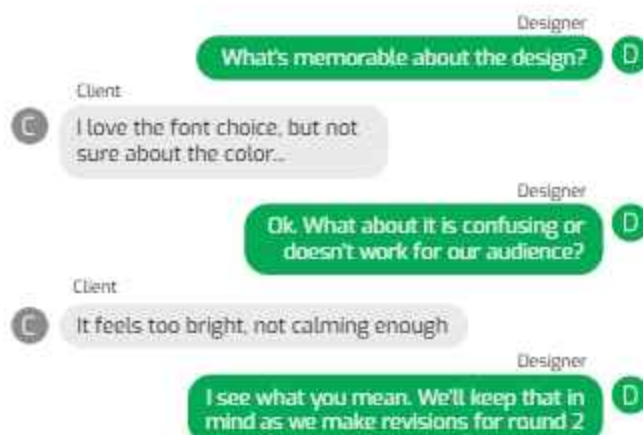 Designer
What's memorable about the design?
D
Client
C
I love the font choice, but not
sure about the color...
Designer
Ok. What about it is confusing or
doesn't work for our audience?
D
Client
C
It feels too bright, not calming enough
Designer
I see what you mean. We'll keep that in
mind as we make revisions for round 2
D